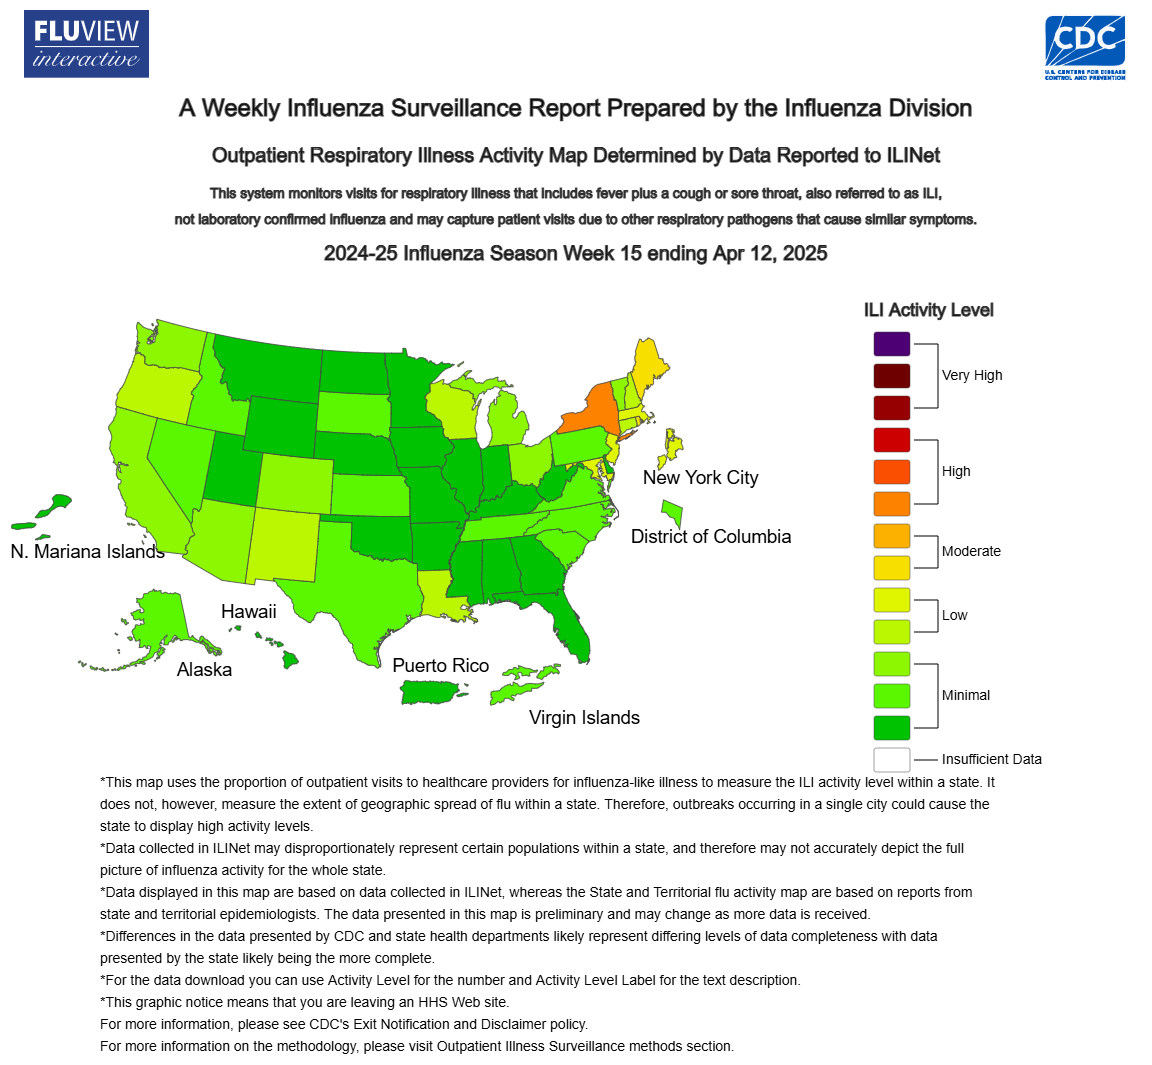 FLUVIEW
interactive
CDC
U.S. CENTERS FOR DISEASE
CONTROL AND PREVENTION
A Weekly Influenza Surveillance Report Prepared by the Influenza Division
Outpatient Respiratory Illness Activity Map Determined by Data Reported to ILINet
This system monitors visits for respiratory illness that includes fever plus a cough or sore throat, also referred to as ILI,
not laboratory confirmed influenza and may capture patient visits due to other respiratory pathogens that cause similar symptoms.
2024-25 Influenza Season Week 15 ending Apr 12, 2025
ILI Activity Level
Very High
High
Moderate
Low
Minimal
Insufficient Data
New York City
District of Columbia
N. Mariana Islands
Hawaii
Alaska
Puerto Rico
Virgin Islands
*This map uses the proportion of outpatient visits to healthcare providers for influenza-like illness to measure the ILI activity level within a state. It
does not, however, measure the extent of geographic spread of flu within a state. Therefore, outbreaks occurring in a single city could cause the
state to display high activity levels.
*Data collected in ILINet may disproportionately represent certain populations within a state, and therefore may not accurately depict the full
picture of influenza activity for the whole state.
*Data displayed in this map are based on data collected in ILINet, whereas the State and Territorial flu activity map are based on reports from
state and territorial epidemiologists. The data presented in this map is preliminary and may change as more data is received.
*Differences in the data presented by CDC and state health departments likely represent differing levels of data completeness with data
presented by the state likely being the more complete.
*For the data download you can use Activity Level for the number and Activity Level Label for the text description.
*This graphic notice means that you are leaving an HHS Web site.
For more information, please see CDC's Exit Notification and Disclaimer policy.
For more information on the methodology, please visit Outpatient Illness Surveillance methods section.